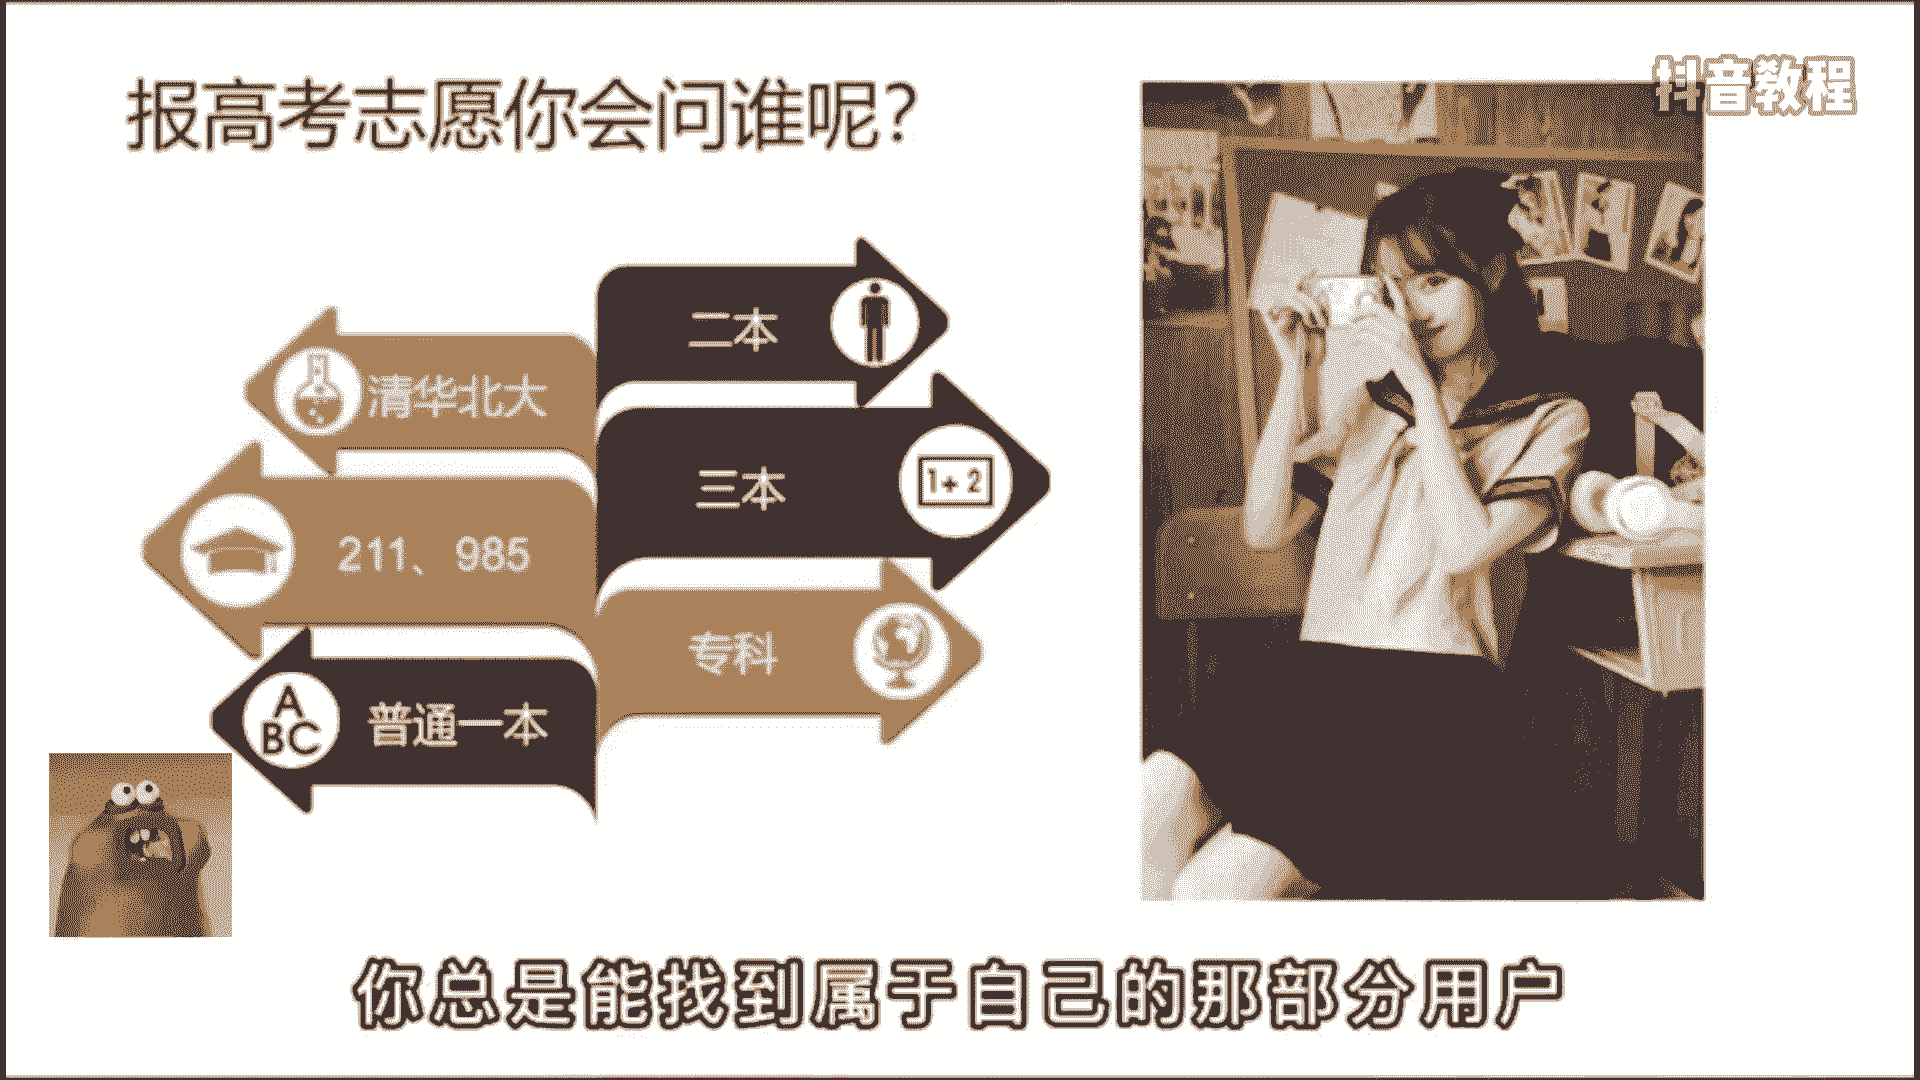 抖音教程
报高考志愿你会问谁呢?
二本
清华北大
三本
1+2
211、985
专科
普通一本
A
BC
你总是能找到属于自己的那部分用户